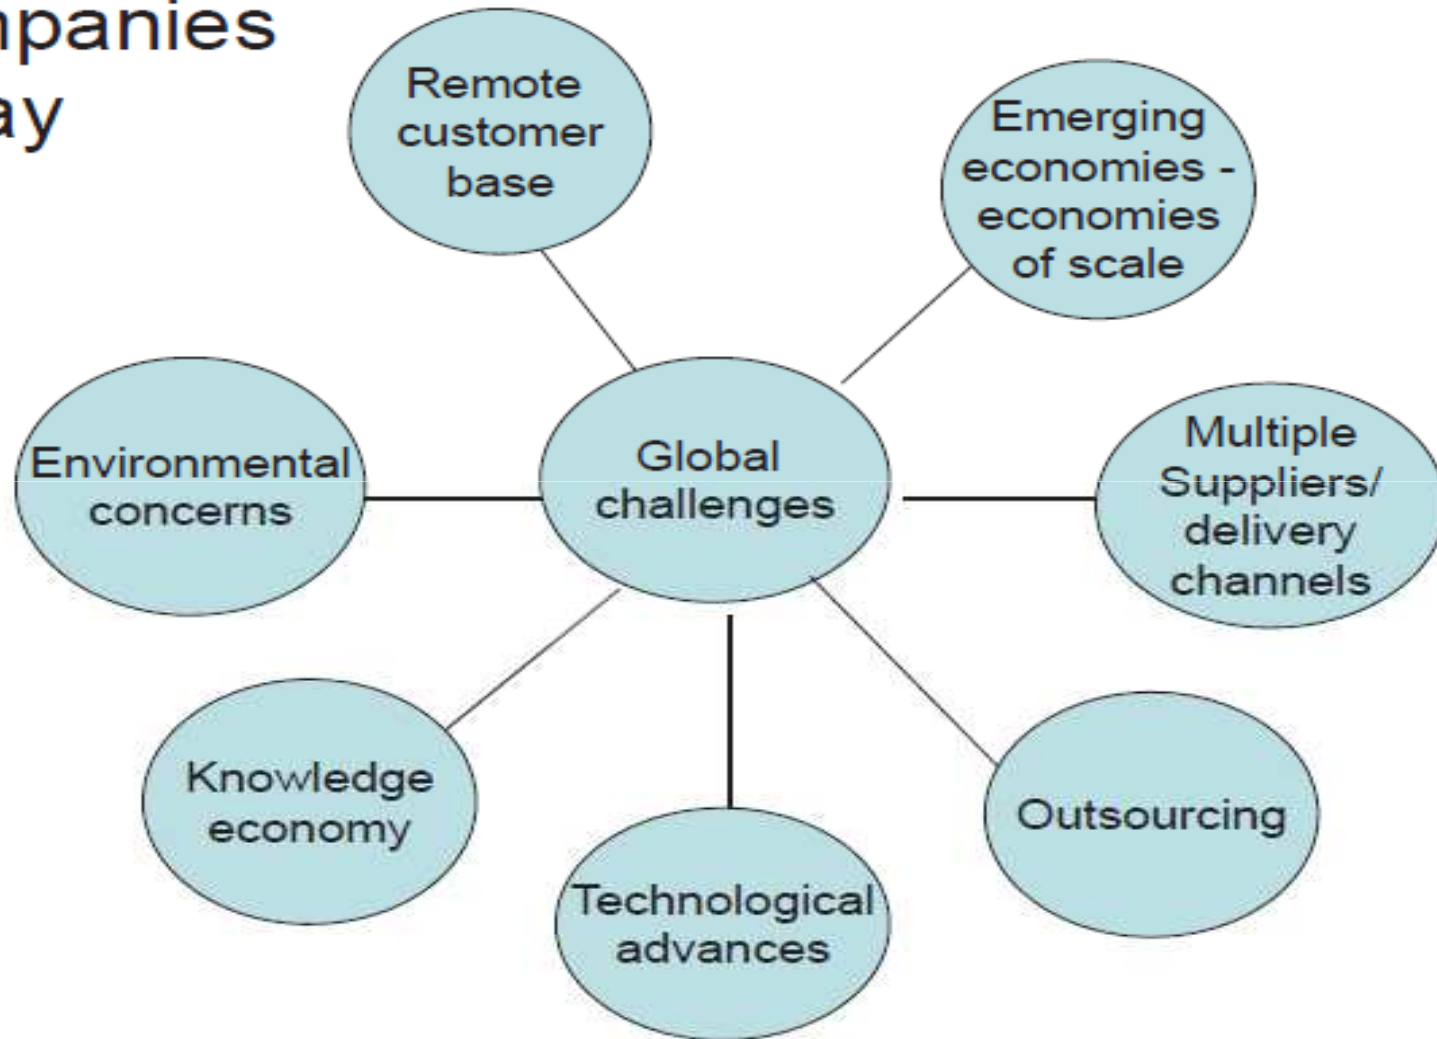 mpanies
ay
Remote
customer
base
Emerging
economies -
economies
of scale
Environmental
concerns
Global
challenges
Multiple
Suppliers/
delivery
channels
Knowledge
economy
Technological
advances
Outsourcing